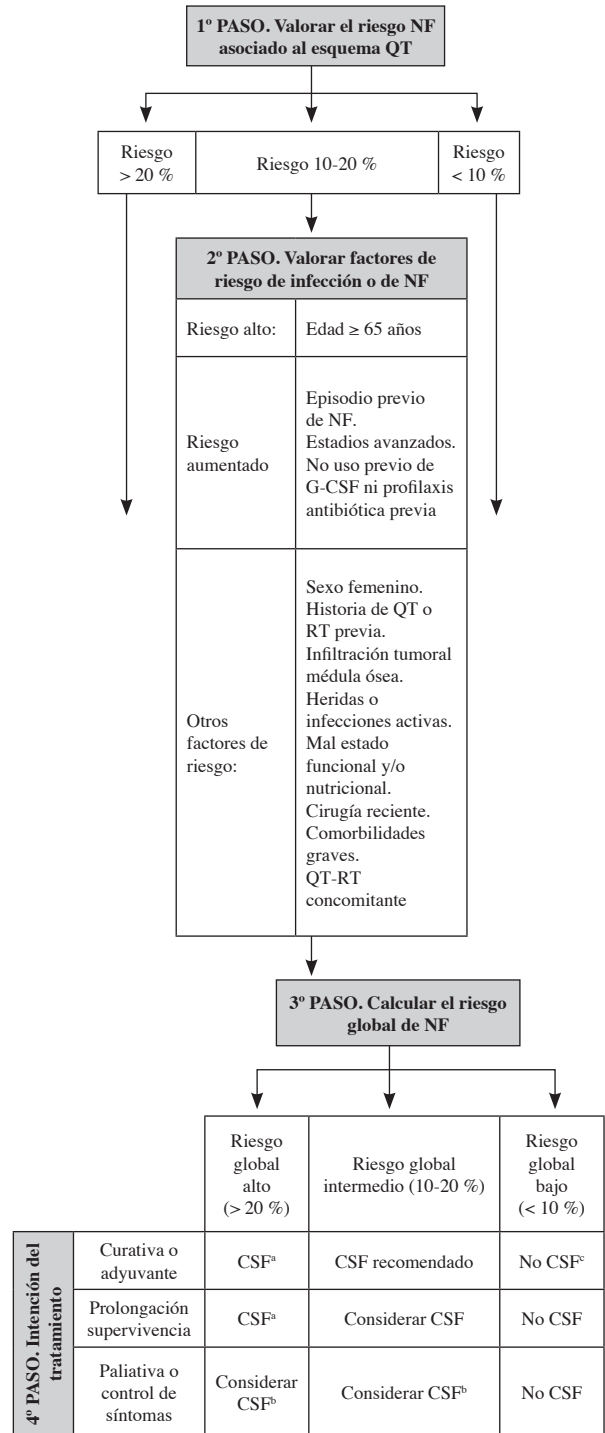 1º PASO. Valorar el riesgo NF
asociado al esquema QT
Riesgo
> 20 %
Riesgo 10-20 %
Riesgo
< 10 %
2º PASO. Valorar factores de
riesgo de infección o de NF
Riesgo alto:
Edad ≥ 65 años
Riesgo
aumentado
Episodio previo
de NF.
Estadios avanzados.
No uso previo de
G-CSF ni profilaxis
antibiótica previa
Otros
factores de
riesgo:
Sexo femenino.
Historia de QT o
RT previa.
Infiltración tumoral
médula ósea.
Heridas o
infecciones activas.
Mal estado
funcional y/o
nutricional.
Cirugía reciente.
Comorbilidades
graves.
QT-RT
concomitante
3º PASO. Calcular el riesgo
global de NF
Riesgo
global
alto
(> 20 %)
Riesgo global
intermedio (10-20 %)
Riesgo
global
bajo
(< 10 %)
4º PASO. Intención del
tratamiento
Curativa o
adyuvante
CSFᵃ
CSF recomendado
No CSFᶜ
Prolongación
supervivencia
CSFᵃ
Considerar CSF
No CSF
Paliativa o
control de
síntomas
Considerar
CSFᵇ
Considerar CSFᵇ
No CSF